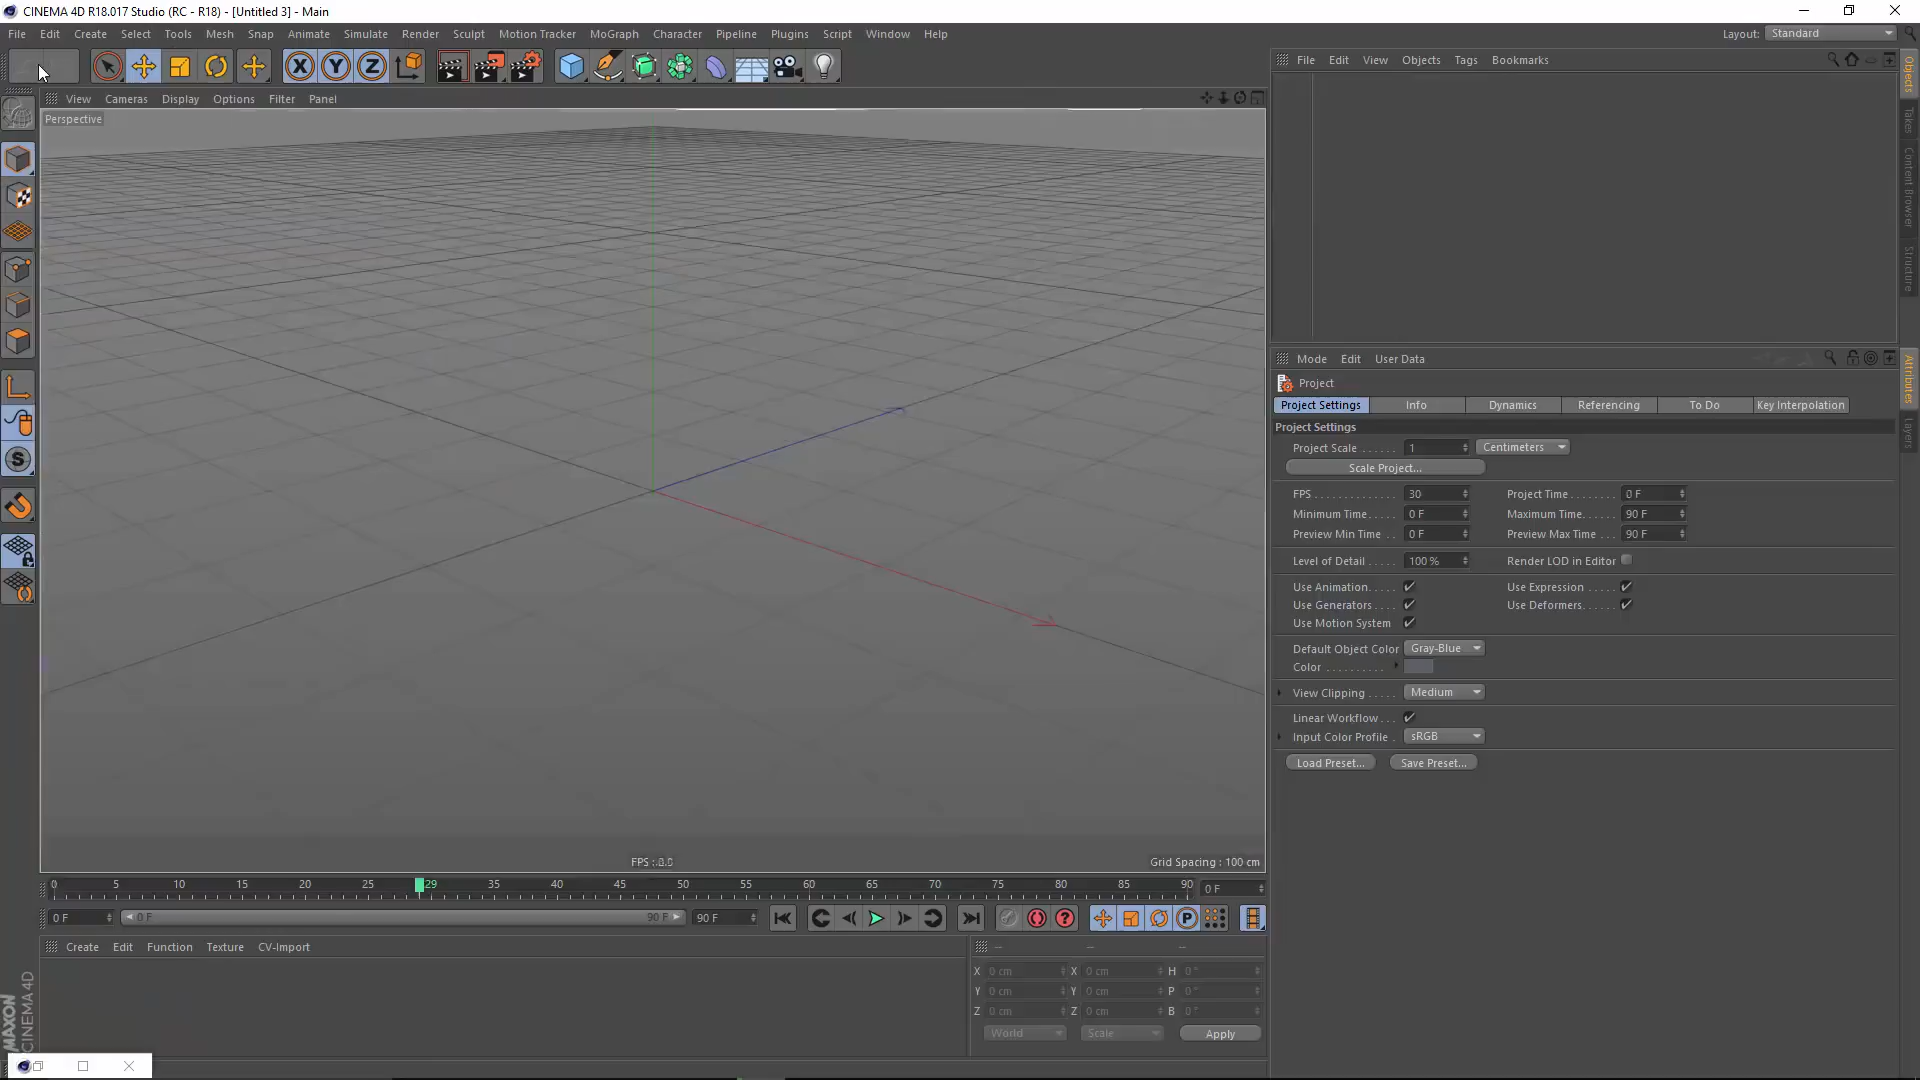 CINEMA 4D R18.017 Studio (RC - R18) - [Untitled 3] - Main
File Edit Create Select Tools Mesh Snap Animate Simulate Render Sculpt Motion Tracker MoGraph Character Pipeline Plugins Script Window Help Layout: Standard
X Y Z
File Edit View Objects Tags Bookmarks
View Cameras Display Options Filter Panel
Perspective
Objects
Takes
Content Browser
Structure
Mode Edit User Data
Project
Project Settings Info Dynamics Referencing To Do Key Interpolation
Project Settings
Project Scale ...... 1 Centimeters
Scale Project...
FPS ............. 30 Project Time ........ 0 F
Minimum Time.... 0 F Maximum Time..... 90 F
Preview Min Time .. 0 F Preview Max Time ... 90 F
Level of Detail ..... 100 % Render LOD in Editor
Use Animation..... Use Expression .....
Use Generators .... Use Deformers......
Use Motion System
Default Object Color Gray-Blue
Color ..........
View Clipping ..... Medium
Linear Workflow ...
Input Color Profile . sRGB
Load Preset... Save Preset...
Attributes
Layers
S
Grid Spacing : 100 cm
0 5 10 15 20 25 29 35 40 45 50 55 60 65 70 75 80 85 90 0 F
0 F 0 F 90 F 90 F
P
Create Edit Function Texture CV-Import
-- -- --
X 0 cm X 0 cm H 0 °
Y 0 cm Y 0 cm P 0 °
Z 0 cm Z 0 cm B 0 °
World Scale Apply
MAXON
CINEMA 4D